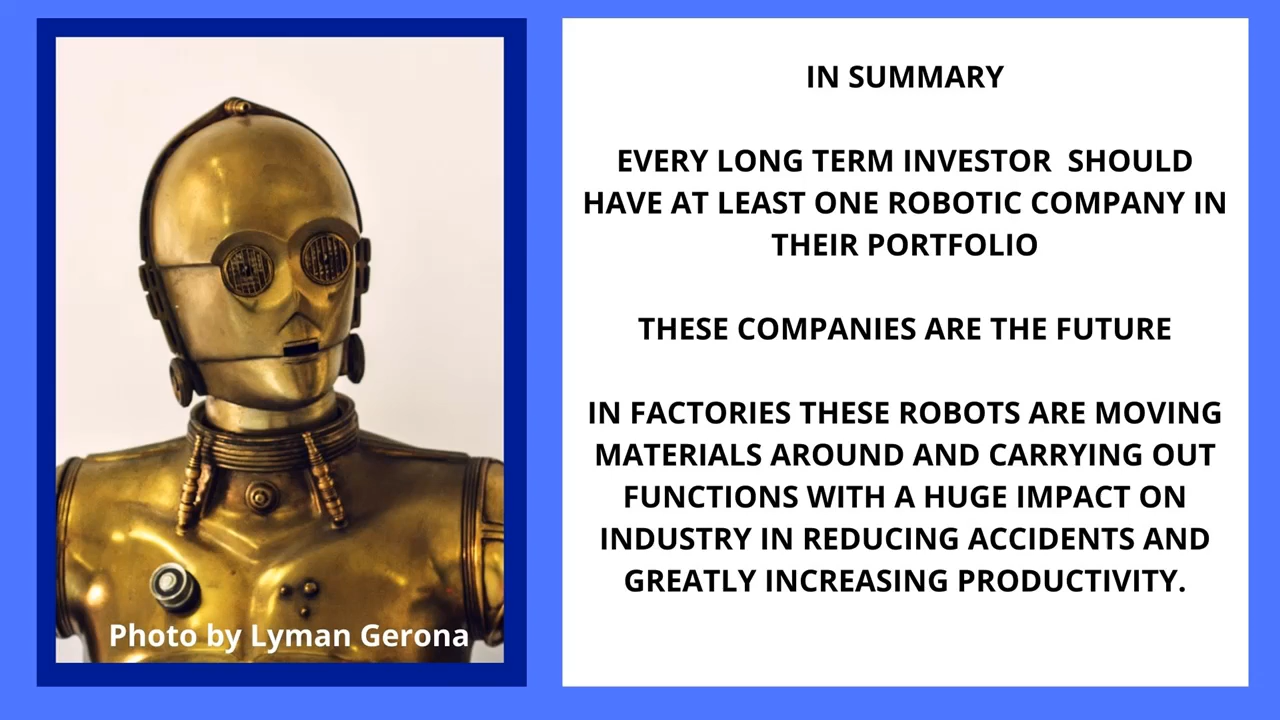 IN SUMMARY
EVERY LONG TERM INVESTOR  SHOULD
HAVE AT LEAST ONE ROBOTIC COMPANY IN
THEIR PORTFOLIO
THESE COMPANIES ARE THE FUTURE
IN FACTORIES THESE ROBOTS ARE MOVING
MATERIALS AROUND AND CARRYING OUT
FUNCTIONS WITH A HUGE IMPACT ON
INDUSTRY IN REDUCING ACCIDENTS AND
GREATLY INCREASING PRODUCTIVITY.
Photo by Lyman Gerona